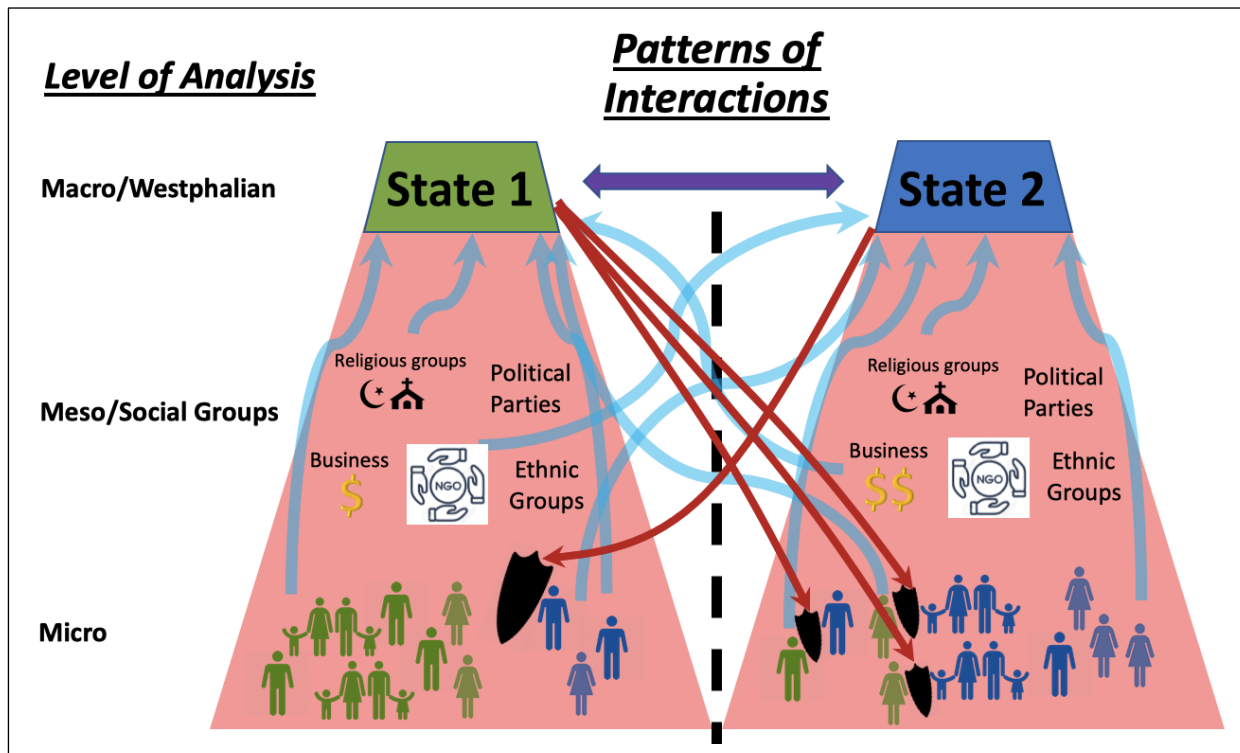 Level of Analysis
Patterns of
Interactions
Macro/Westphalian
State 1
State 2
Religious groups
Political
Parties
Religious groups
Political
Parties
Meso/Social Groups
Business
$
NGO
Ethnic
Groups
Business
$$
NGO
Ethnic
Groups
Micro